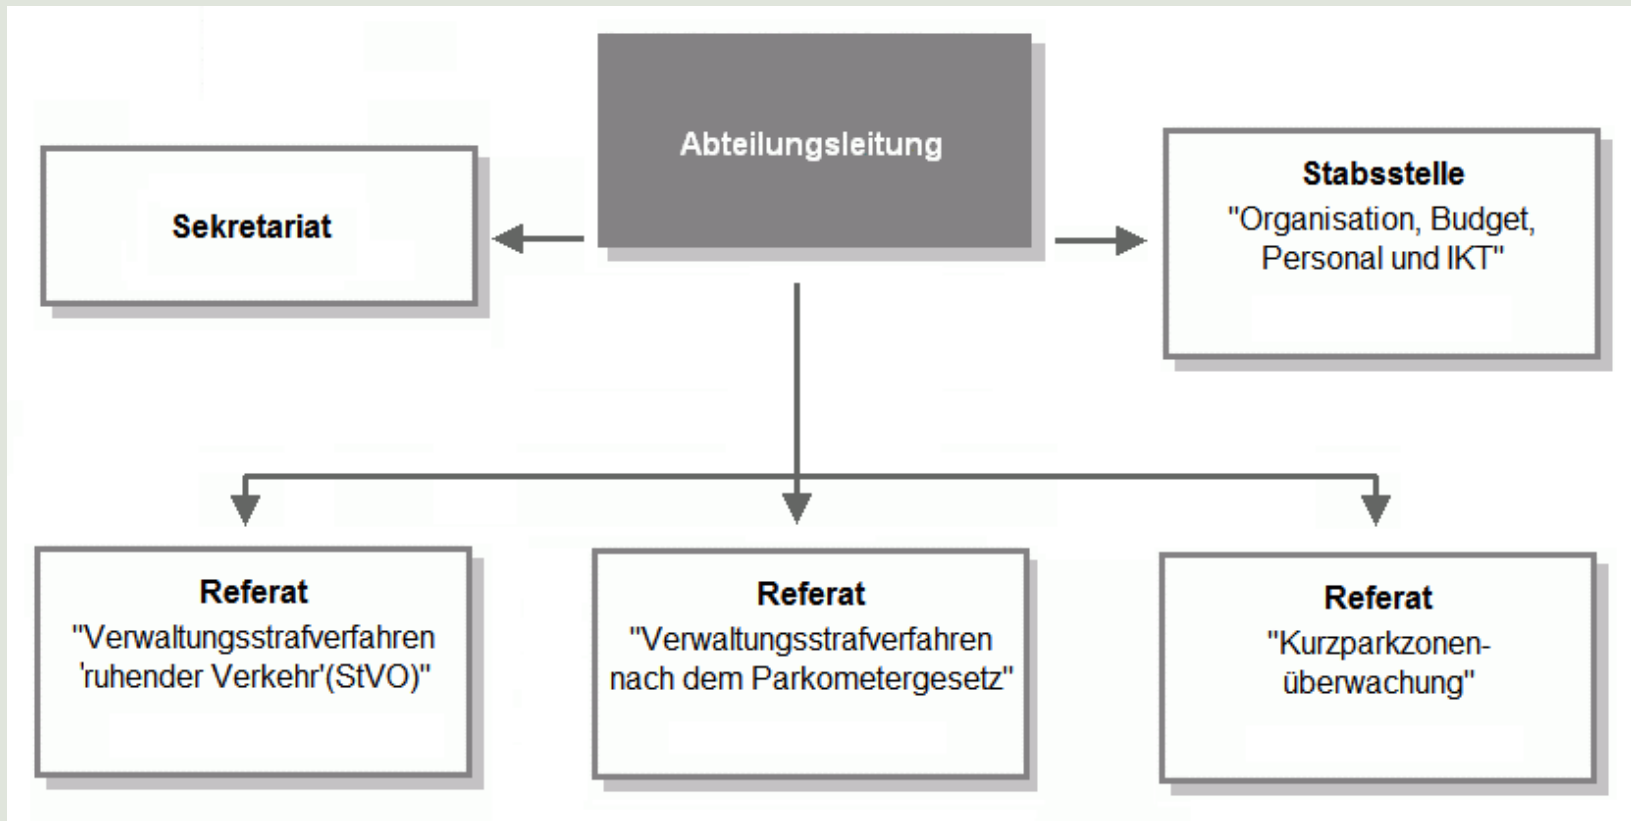 Abteilungsleitung
Sekretariat
Stabsstelle
"Organisation, Budget,
Personal und IKT"
Referat
"Verwaltungsstrafverfahren
'ruhender Verkehr'(StVO)"
Referat
"Verwaltungsstrafverfahren
nach dem Parkometergesetz"
Referat
"Kurzparkzonen-
überwachung"